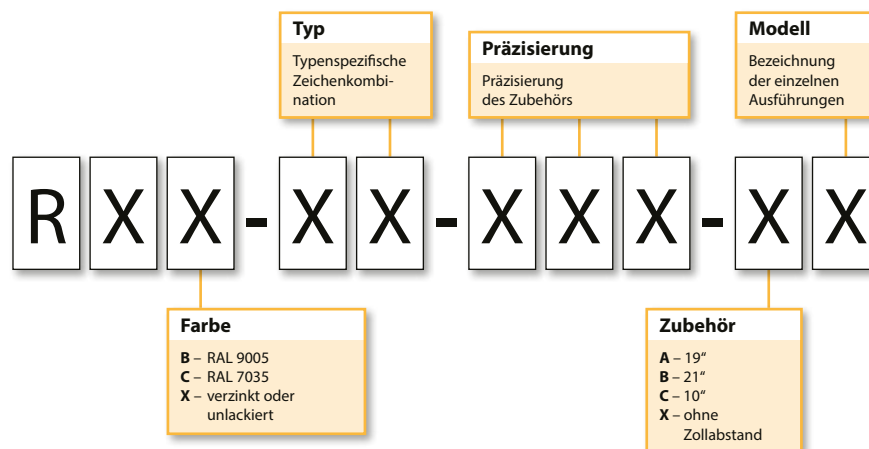 Typ
Typenspezifische
Zeichenkombi-
nation
Präzisierung
Präzisierung
des Zubehörs
Modell
Bezeichnung
der einzelnen
Ausführungen
R X X - X X - X X X - X X
Farbe
B – RAL 9005
C – RAL 7035
X – verzinkt oder
unlackiert
Zubehör
A – 19“
B – 21“
C – 10“
X – ohne
Zollabstand